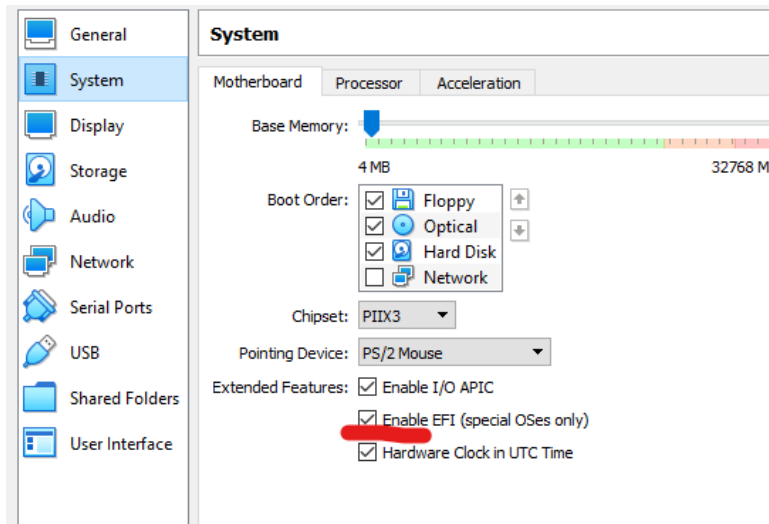 General
System
Display
Storage
Audio
Network
Serial Ports
USB
Shared Folders
User Interface
System
Motherboard Processor Acceleration
Base Memory:
4 MB 32768 M
Boot Order: Floppy
Optical
Hard Disk
Network
Chipset: PIIX3
Pointing Device: PS/2 Mouse
Extended Features: Enable I/O APIC
Enable EFI (special OSes only)
Hardware Clock in UTC Time